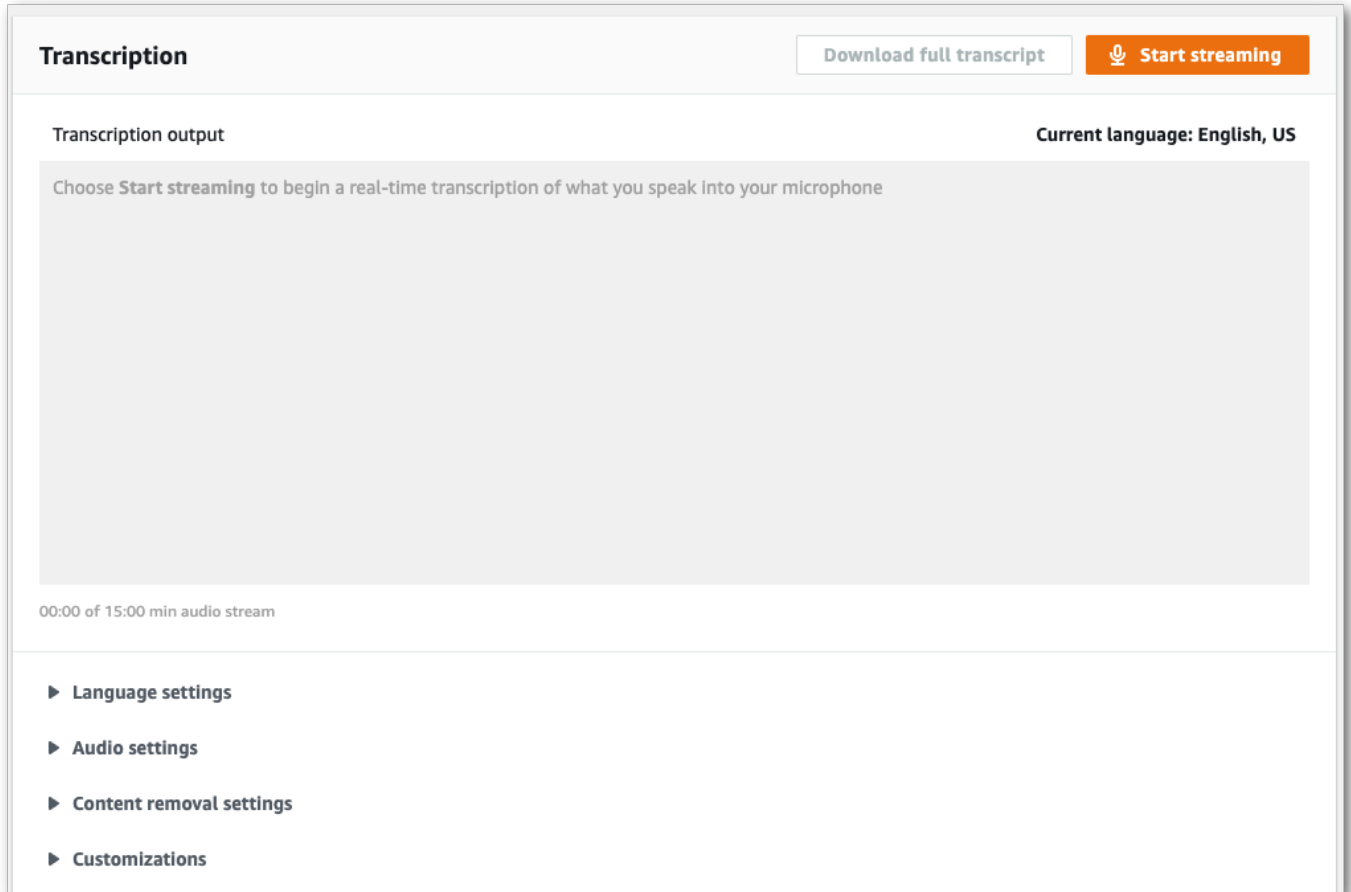 Transcription
Download full transcript
Start streaming
Transcription output
Current language: English, US
Choose Start streaming to begin a real-time transcription of what you speak into your microphone
00:00 of 15:00 min audio stream
Language settings
Audio settings
Content removal settings
Customizations